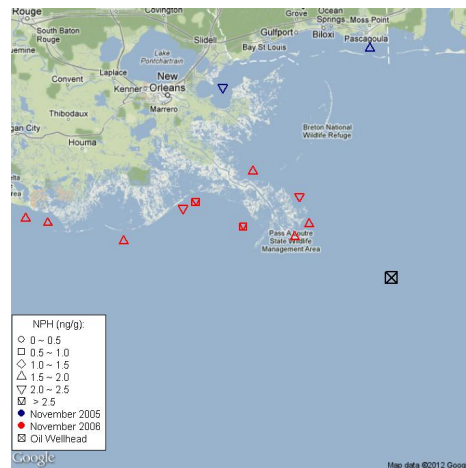 Rouge
Covington
Grove
Ocean
Springs
Moss Point
South Baton
Rouge
Slidell
Gulfport
Biloxi
Pascagoula
Bay St Louis
Lake
Pontchartrain
Convent
Laplace
New
Orleans
Kenner
Marrero
Thibodaux
gan City
Houma
Breton National
Wildlife Refuge
Pass A Loutre
State Wildlife
Management Area
NPH (ng/g):
0 ~ 0.5
0.5 ~ 1.0
1.0 ~ 1.5
1.5 ~ 2.0
2.0 ~ 2.5
> 2.5
November 2005
November 2006
Oil Wellhead
Google
Map data ©2012 Goog